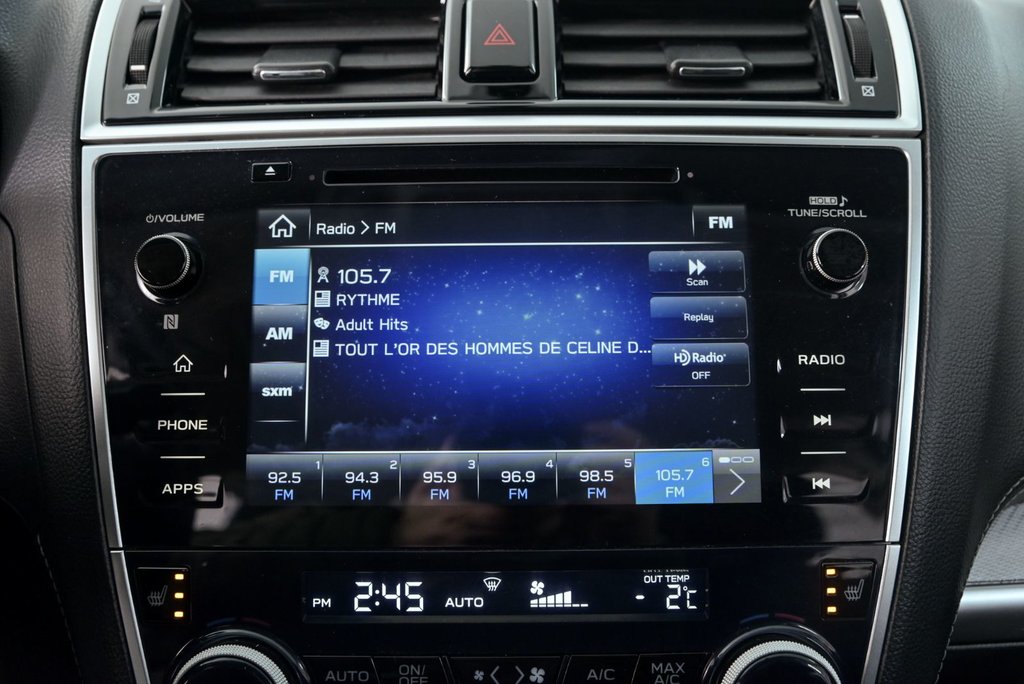 ⏻/VOLUME
HOLD ♪
TUNE/SCROLL
Radio > FM
FM
FM
105.7
RYTHME
Adult Hits
TOUT L'OR DES HOMMES DE CELINE D...
AM
sxm
Scan
Replay
HD Radio
OFF
RADIO
PHONE
APPS
1 2 3 4 5 6
92.5 94.3 95.9 96.9 98.5 105.7
FM FM FM FM FM FM
PM 2:45 AUTO
OUT TEMP
-2°C
AUTO
ON/
OFF
A/C
MAX
A/C